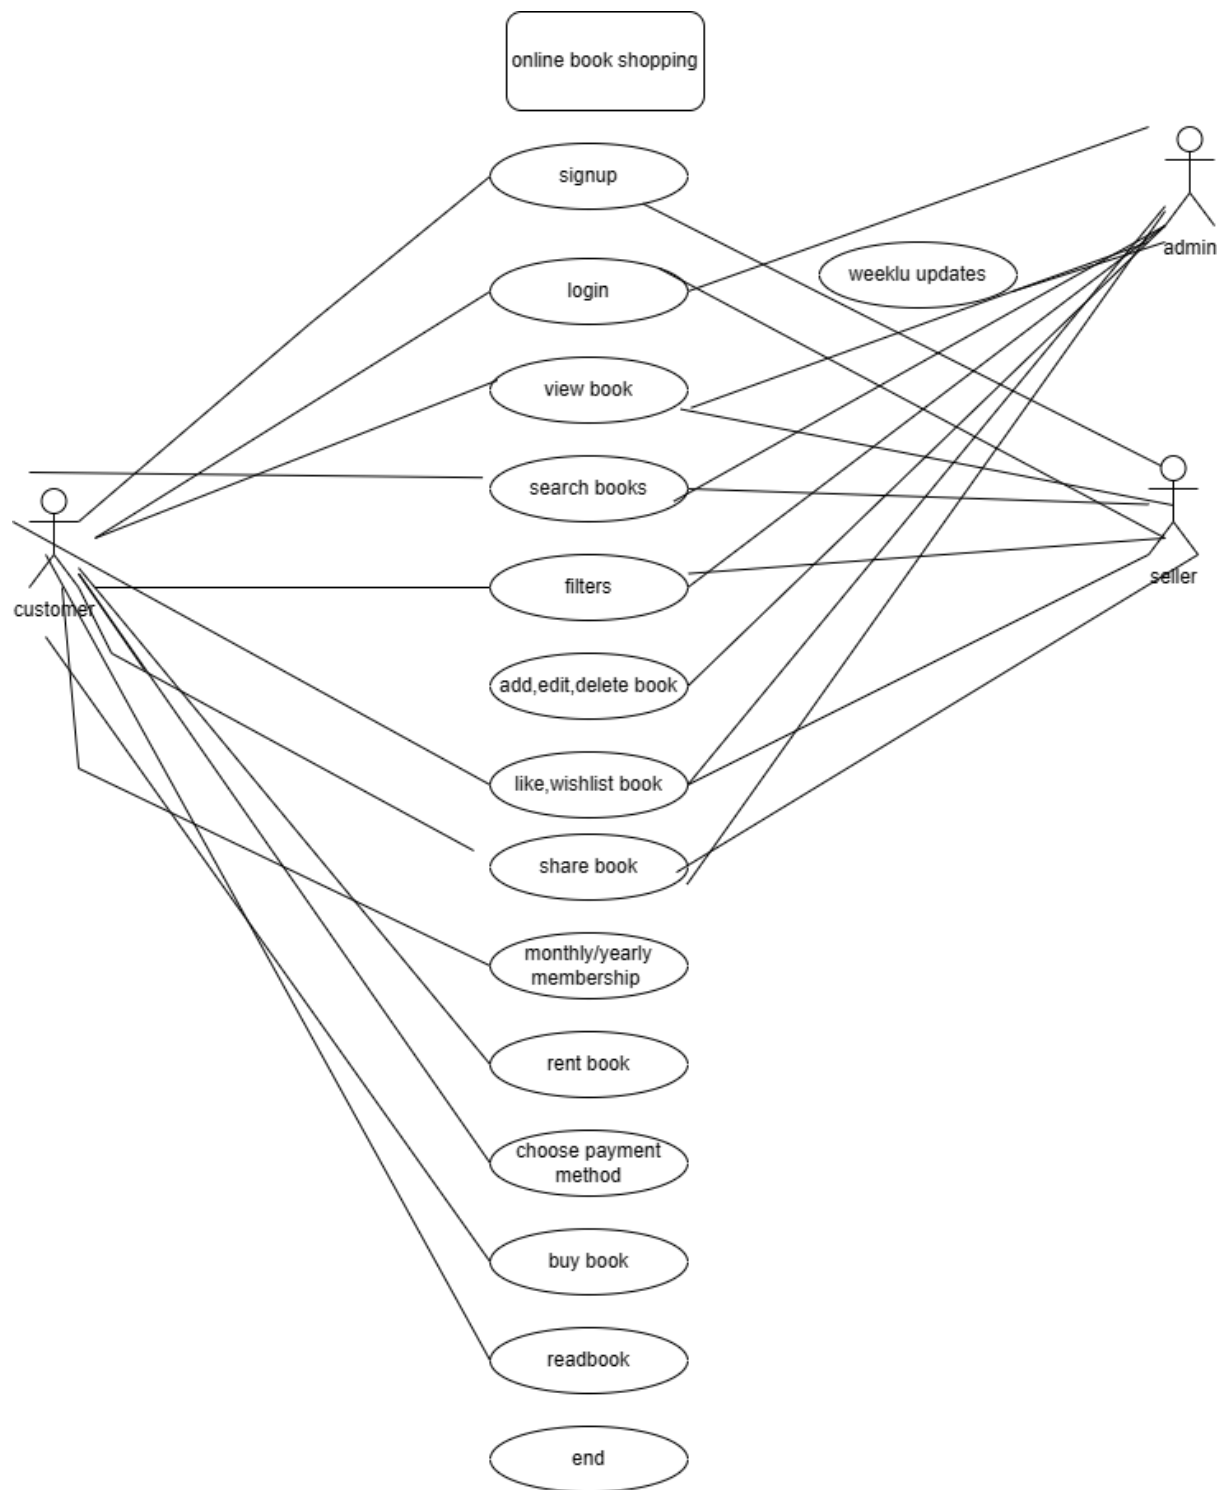 online book shopping
signup
admin
weeklu updates
login
view book
search books
seller
filters
customer
add,edit,delete book
like,wishlist book
share book
monthly/yearly
membership
rent book
choose payment
method
buy book
readbook
end